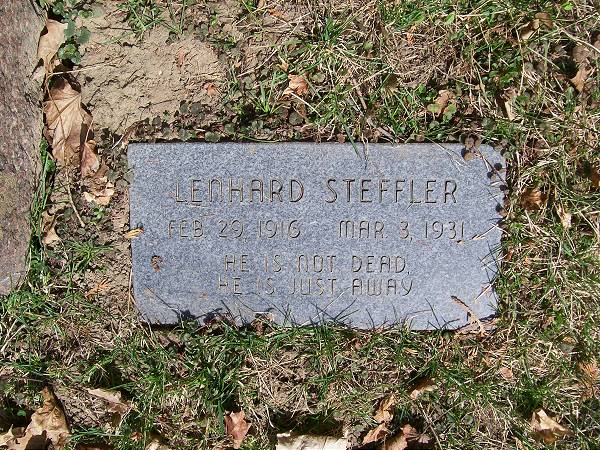 LENHARD STEFFLER
FEB. 29, 1916 MAR. 3, 1931
HE IS NOT DEAD,
HE IS JUST AWAY